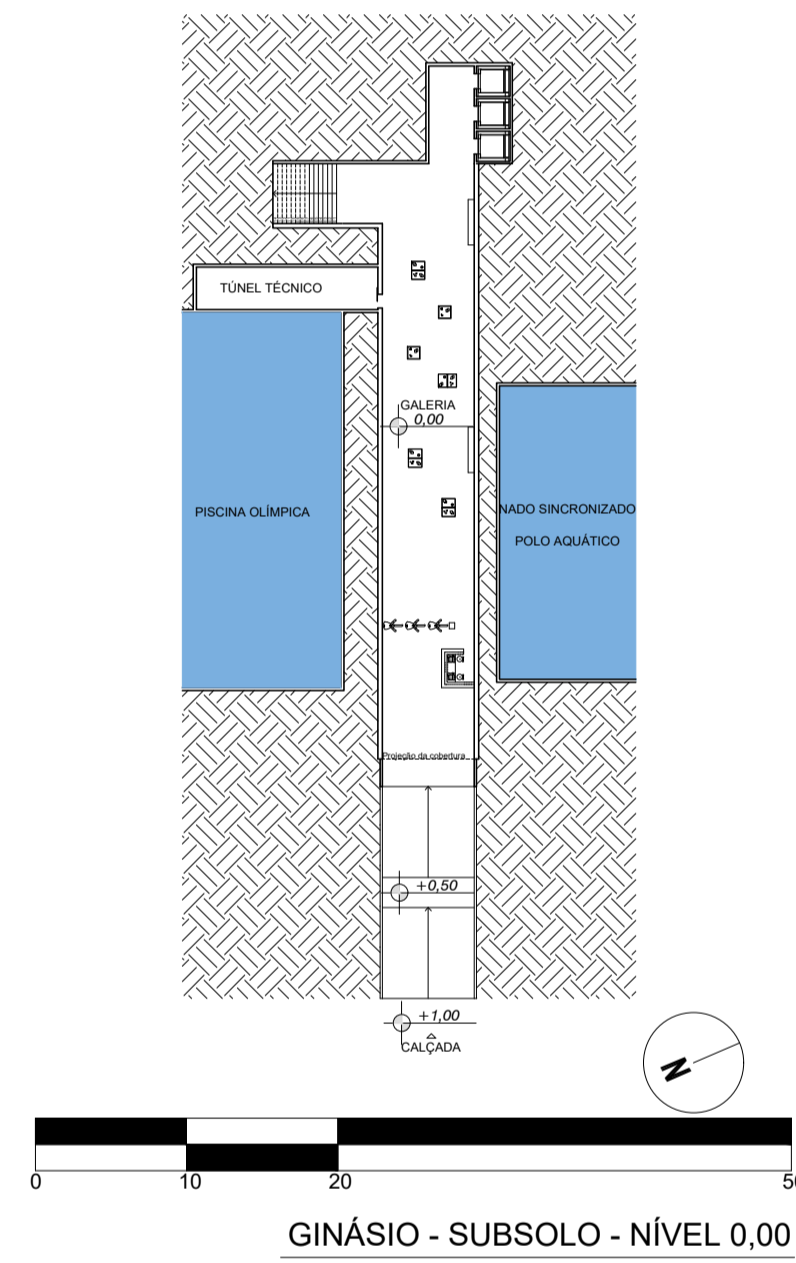 TÚNEL TÉCNICO
GALERIA
0,00
PISCINA OLÍMPICA
NADO SINCRONIZADO
POLO AQUÁTICO
Projeção da cobertura
+0,50
+1,00
CALÇADA
N
0 10 20
GINÁSIO - SUBSOLO - NÍVEL 0,00